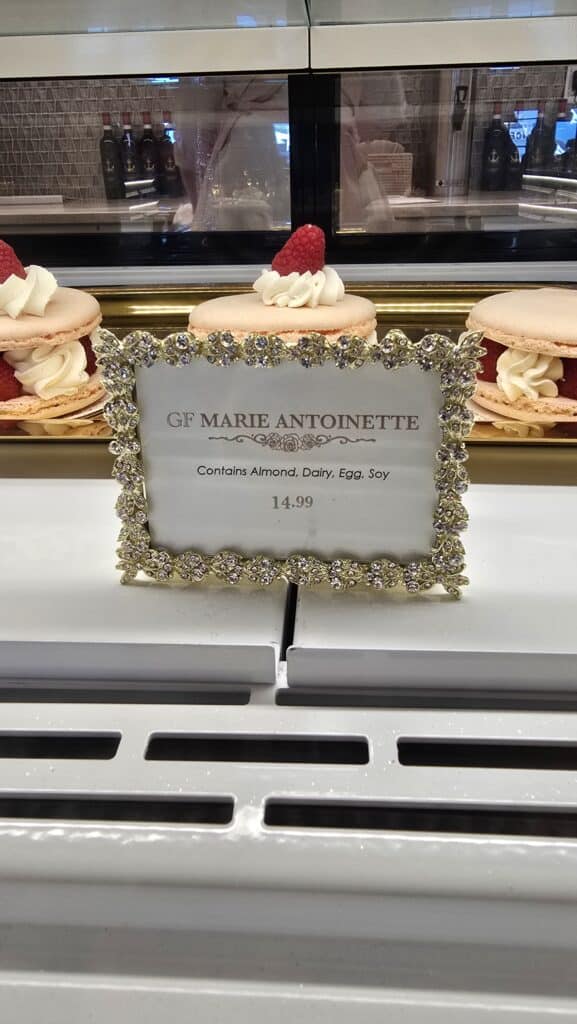 GF MARIE ANTOINETTE
Contains Almond, Dairy, Egg, Soy
14.99